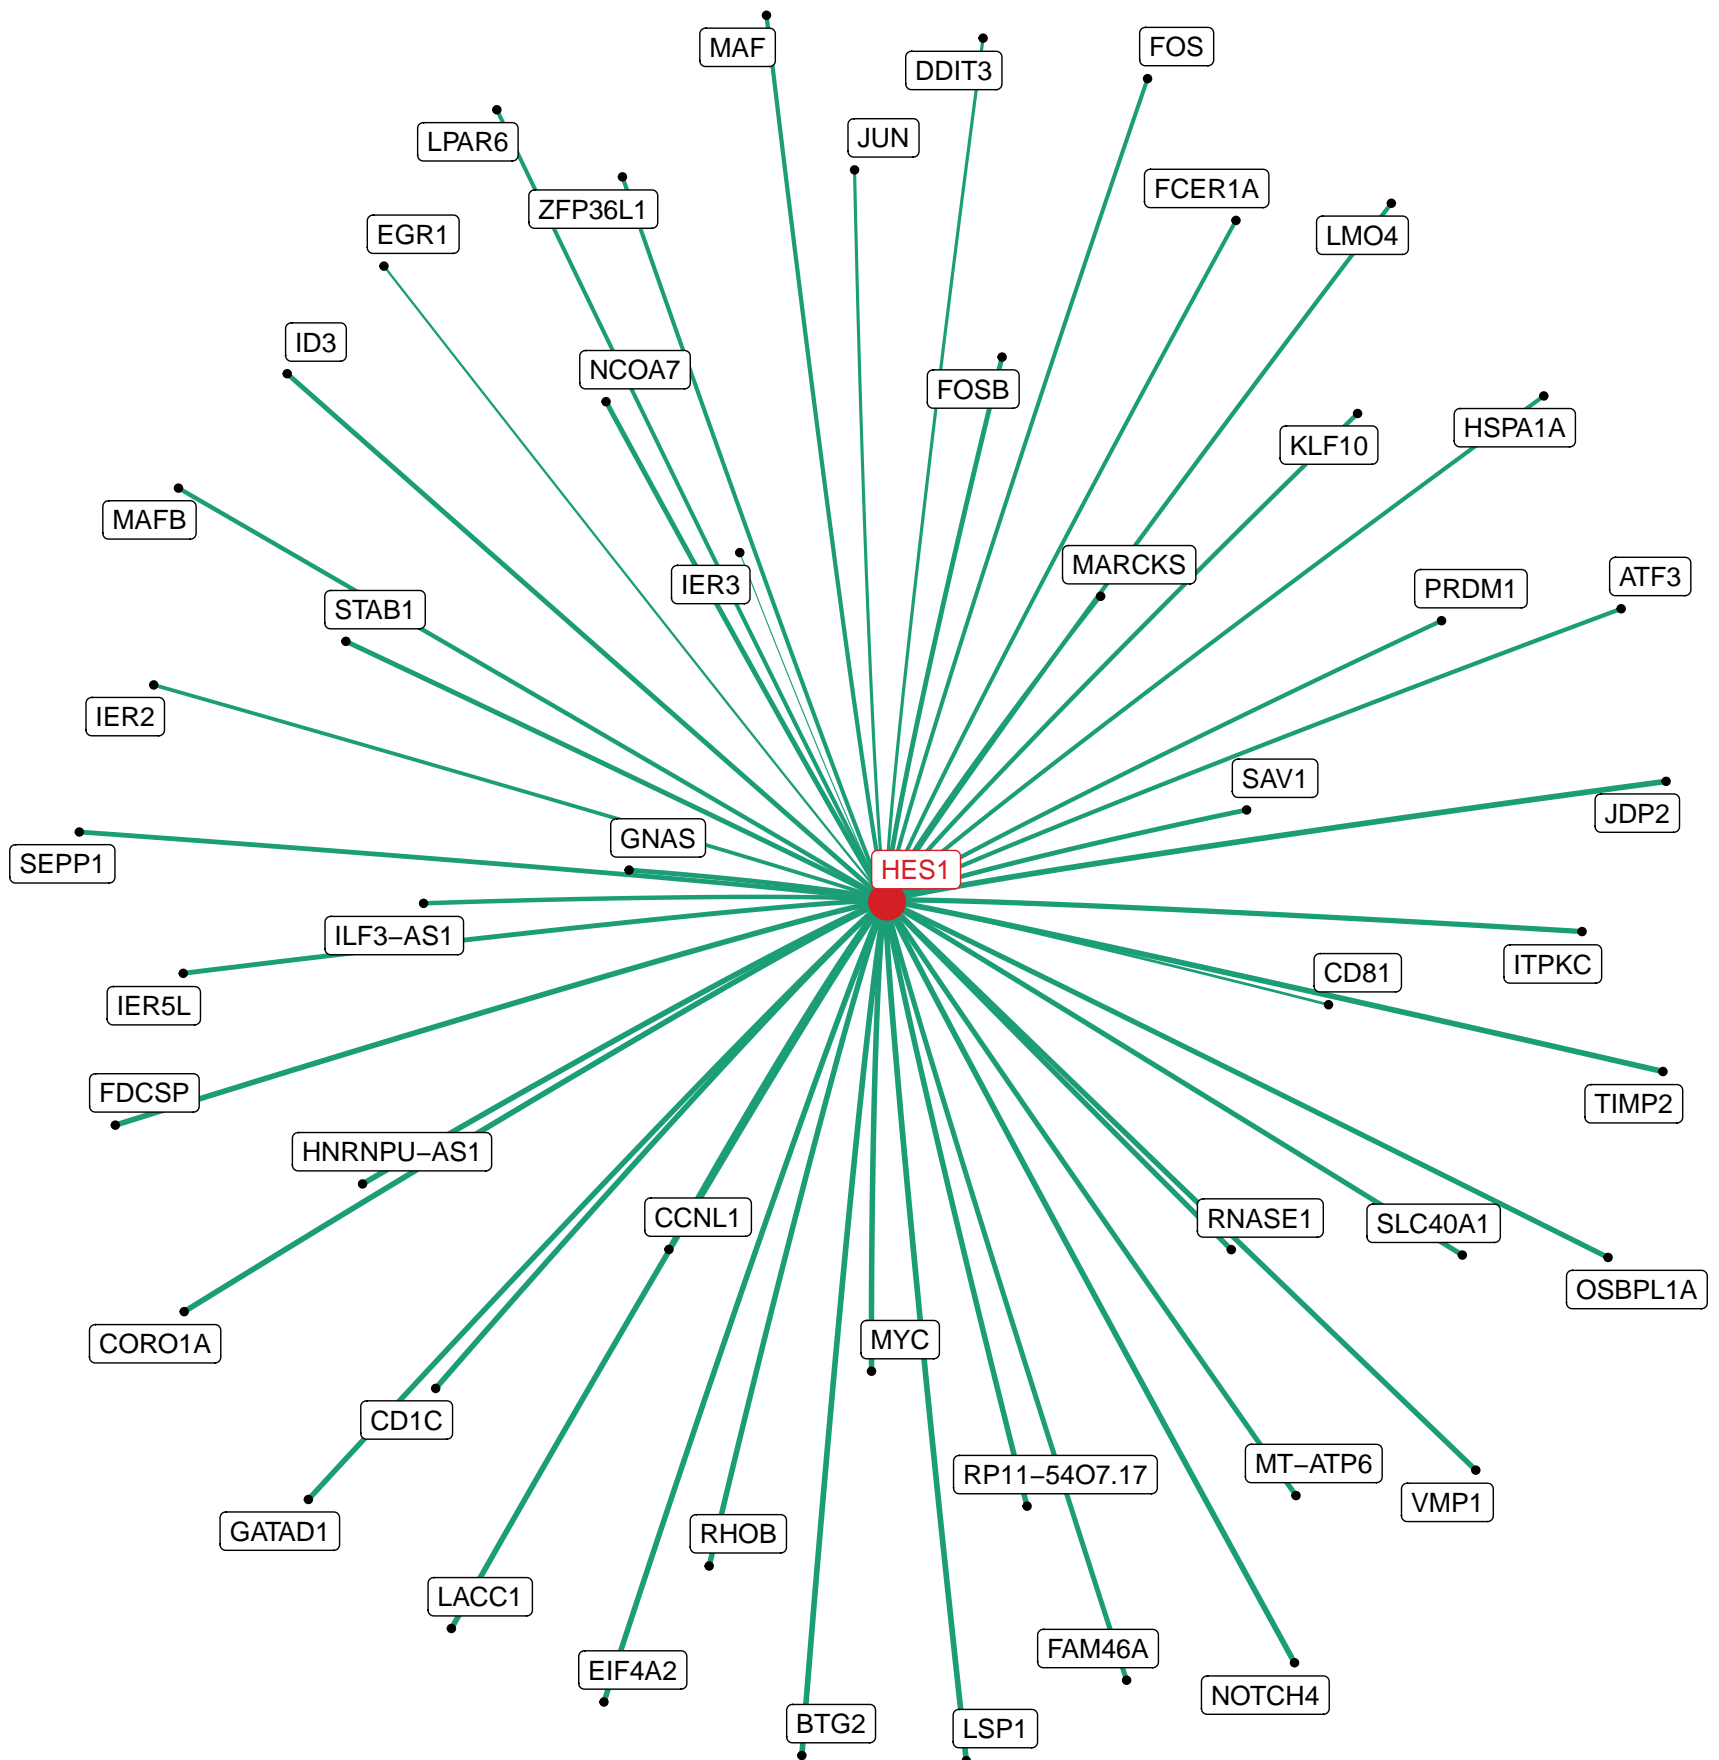 MAF
FOS
DDIT3
JUN
LPAR6
FCER1A
ZFP36L1
EGR1
LMO4
ID3
NCOA7
FOSB
HSPA1A
KLF10
MAFB
MARCKS
ATF3
IER3
PRDM1
STAB1
IER2
SAV1
JDP2
GNAS
SEPP1
HES1
ILF3−AS1
ITPKC
CD81
IER5L
FDCSP
TIMP2
HNRNPU−AS1
CCNL1
RNASE1
SLC40A1
OSBPL1A
CORO1A
MYC
CD1C
MT−ATP6
RP11−54O7.17
VMP1
GATAD1
RHOB
LACC1
FAM46A
EIF4A2
NOTCH4
BTG2
LSP1